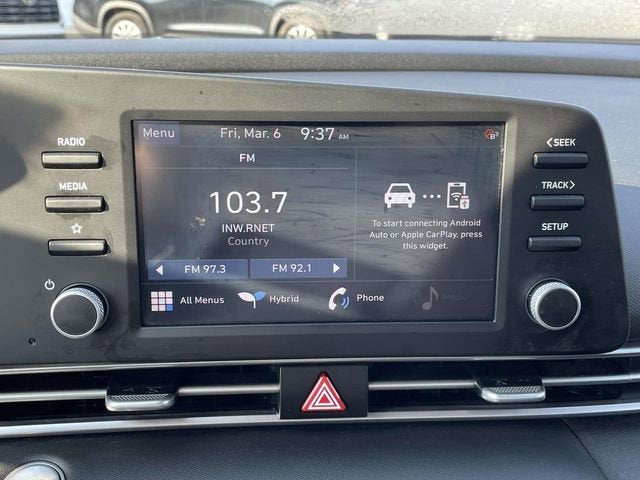 RADIO
MEDIA
Menu Fri, Mar. 6 9:37 AM
FM
103.7
INW.RNET
Country
FM 97.3 FM 92.1
To start connecting Android
Auto or Apple CarPlay, press
this widget.
All Menus Hybrid Phone Media
< SEEK
TRACK >
SETUP